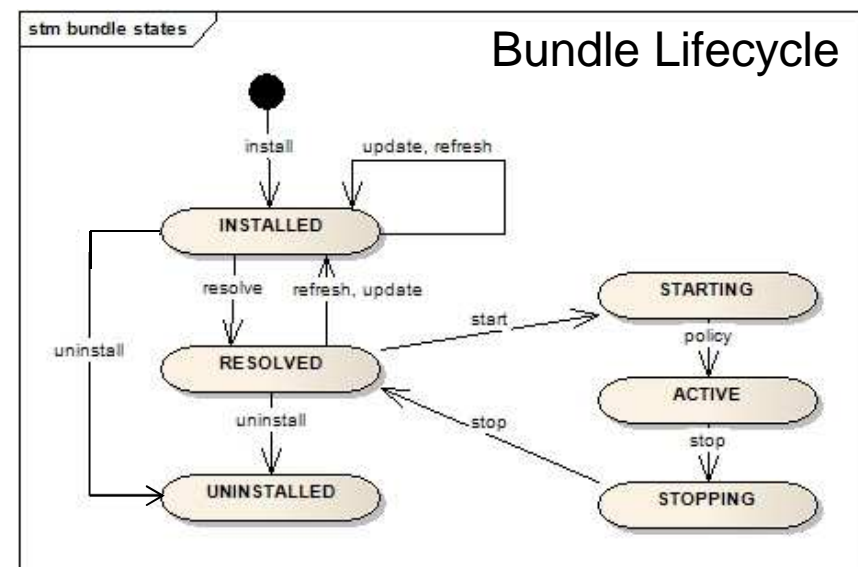 stm bundle states
Bundle Lifecycle
install
update, refresh
INSTALLED
resolve
refresh, update
STARTING
start
policy
uninstall
RESOLVED
ACTIVE
uninstall
stop
stop
UNINSTALLED
STOPPING